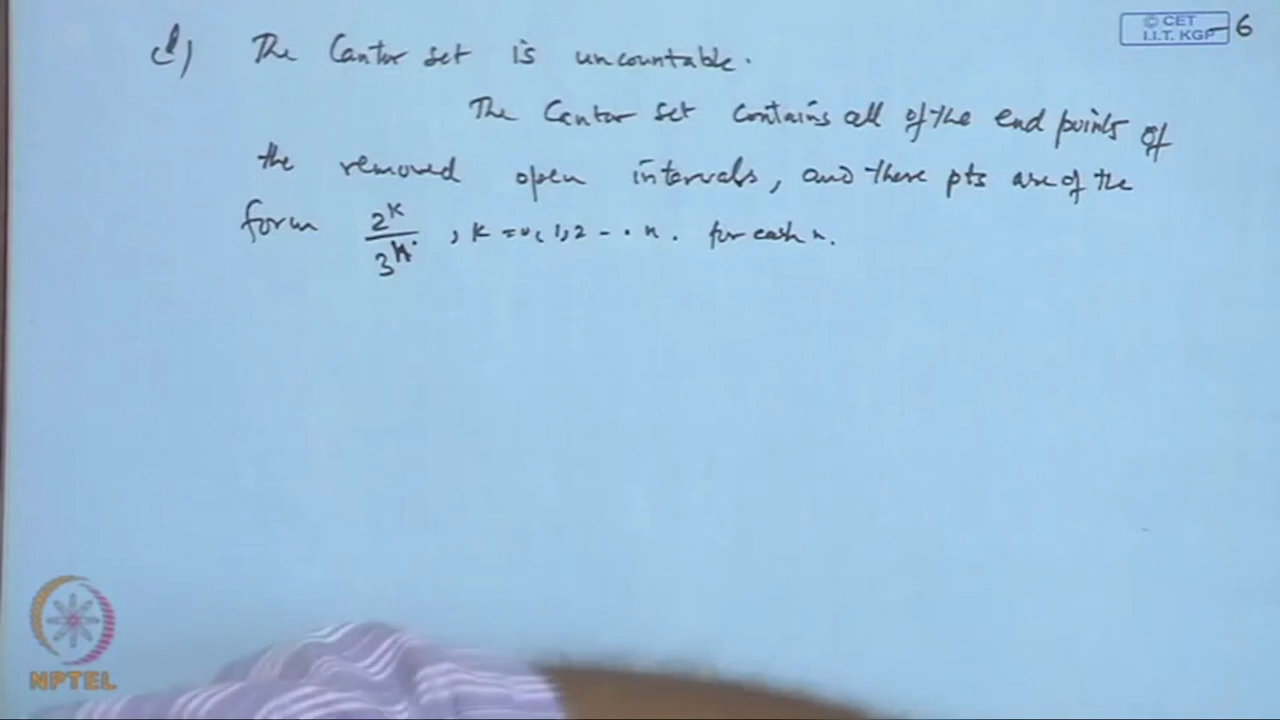 d) The Cantor set is uncountable.
The Cantor set contains all of the end points of
the removed open intervals, and these pts are of the
form 2^k/3^n, k = 0, 1, 2 -- . n. for each n.
© CET
I.I.T. KGP
6
NPTEL